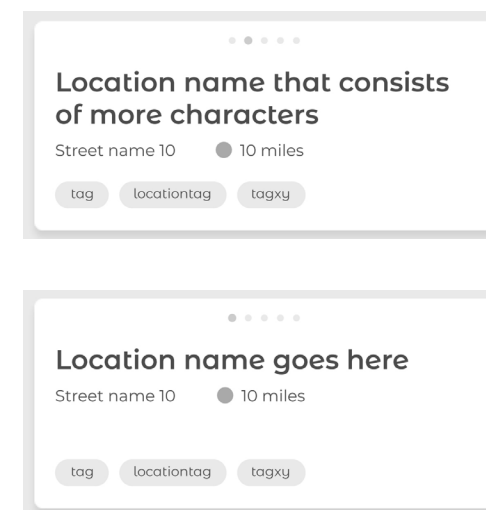 Location name that consists
of more characters
Street name 10 10 miles
tag locationtag tagxy
Location name goes here
Street name 10 10 miles
tag locationtag tagxy